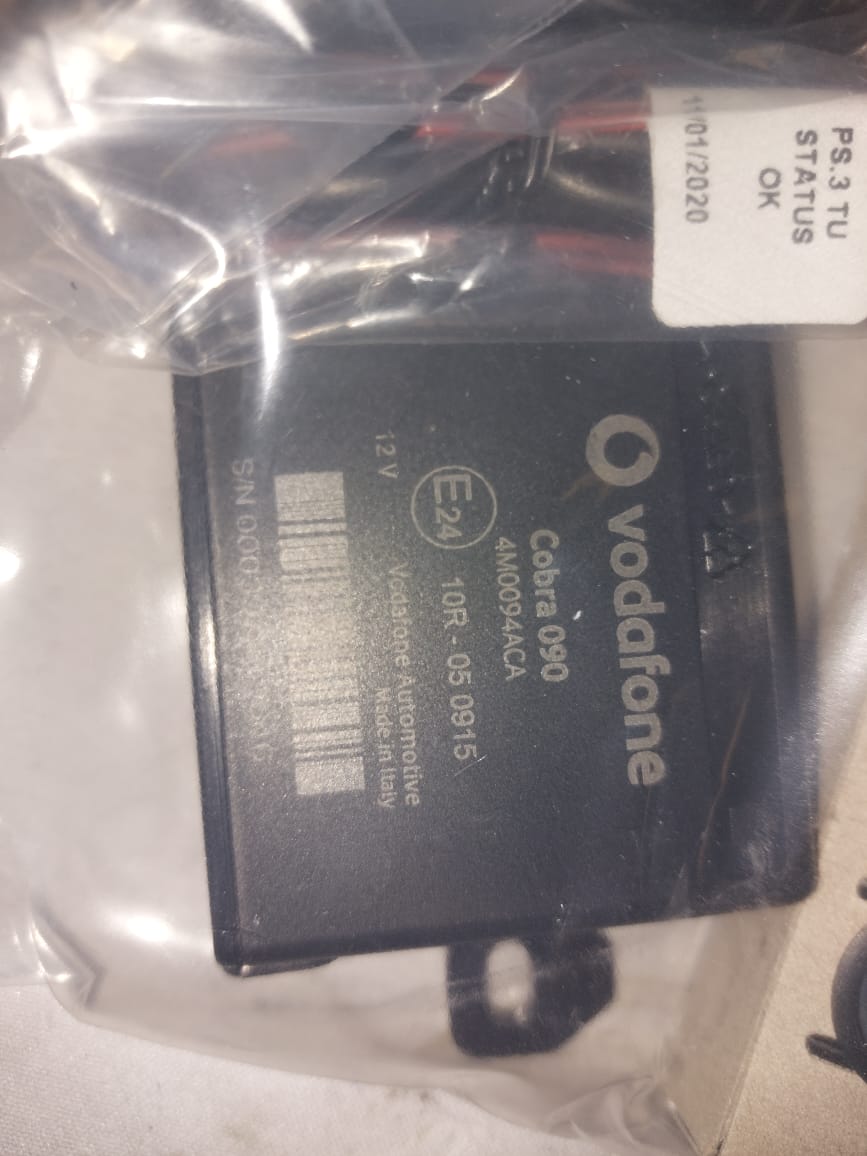 PS.3 TU
STATUS
OK
11/01/2020
vodafone
Cobra 090
4M0094ACA
E24 10R - 05 0915
12 V Vodafone Automotive
Made in Italy
S/N